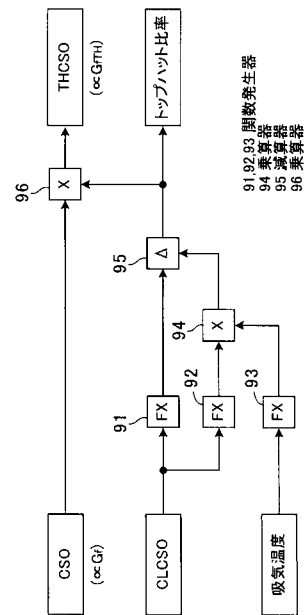 CSO
(∝Gf)
96
X
THCSO
(∝GfTH)
CLCSO
91
FX
95
Δ
トップハット比率
92
FX
94
X
吸気温度
93
FX
91,92,93 関数発生器
94 乗算器
95 減算器
96 乗算器